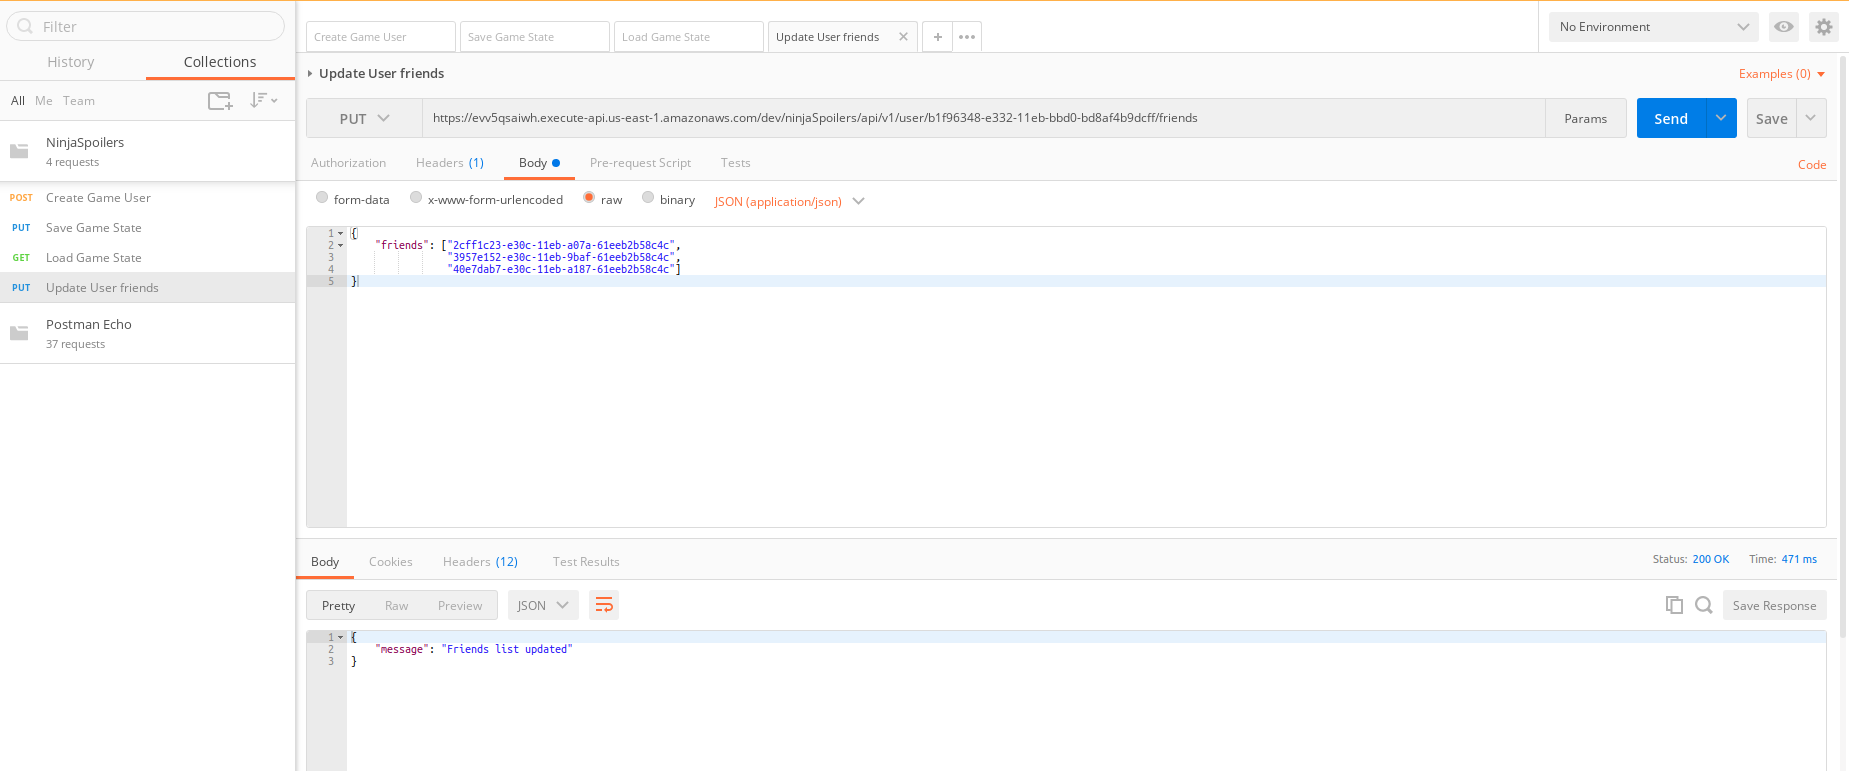 Filter
History Collections
All Me Team
NinjaSpoilers
4 requests
POST Create Game User
PUT Save Game State
GET Load Game State
PUT Update User friends
Postman Echo
37 requests
Create Game User Save Game State Load Game State Update User friends
No Environment
Update User friends
Examples (0)
PUT https://evv5qsaiwh.execute-api.us-east-1.amazonaws.com/dev/ninjaSpoilers/api/v1/user/b1f96348-e332-11eb-bbd0-bd8af4b9dcff/friends Params Send Save
Authorization Headers (1) Body Pre-request Script Tests Code
form-data x-www-form-urlencoded raw binary JSON (application/json)
1 {
2 "friends": ["2cff1c23-e30c-11eb-a07a-61eeb2b58c4c",
3 "3957e152-e30c-11eb-9baf-61eeb2b58c4c",
4 "40e7dab7-e30c-11eb-a187-61eeb2b58c4c"]
5 }
Body Cookies Headers (12) Test Results Status: 200 OK Time: 471 ms
Pretty Raw Preview JSON Save Response
1 {
2 "message": "Friends list updated"
3 }